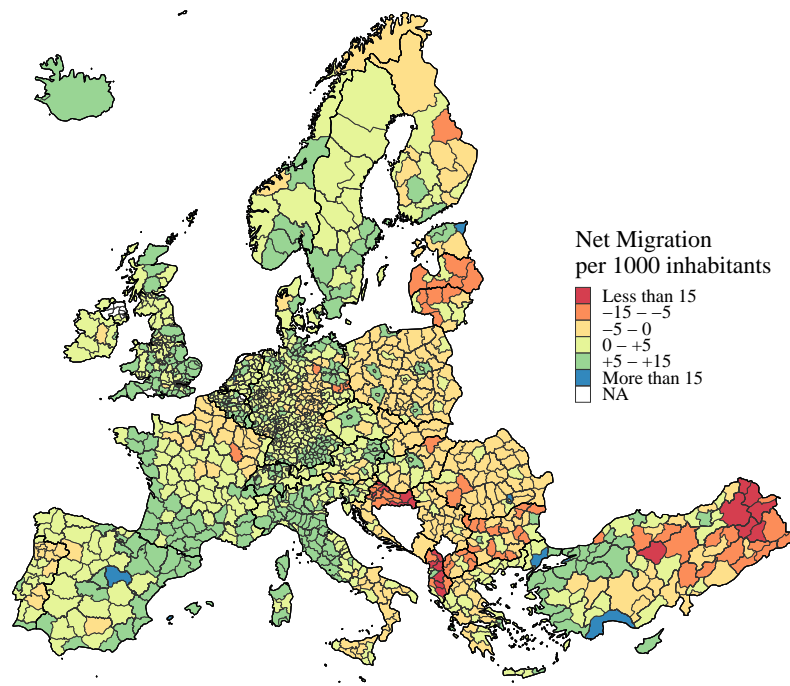 Net Migration
per 1000 inhabitants
Less than 15
−15 − −5
−5 − 0
0 − +5
+5 − +15
More than 15
NA